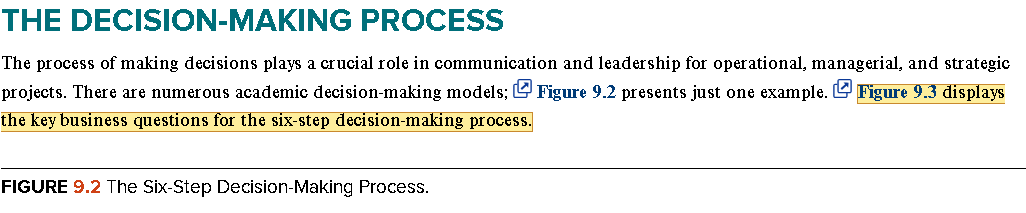 THE DECISION-MAKING PROCESS
The process of making decisions plays a crucial role in communication and leadership for operational, managerial, and strategic
projects. There are numerous academic decision-making models; Figure 9.2 presents just one example. Figure 9.3 displays
the key business questions for the six-step decision-making process.
FIGURE 9.2 The Six-Step Decision-Making Process.